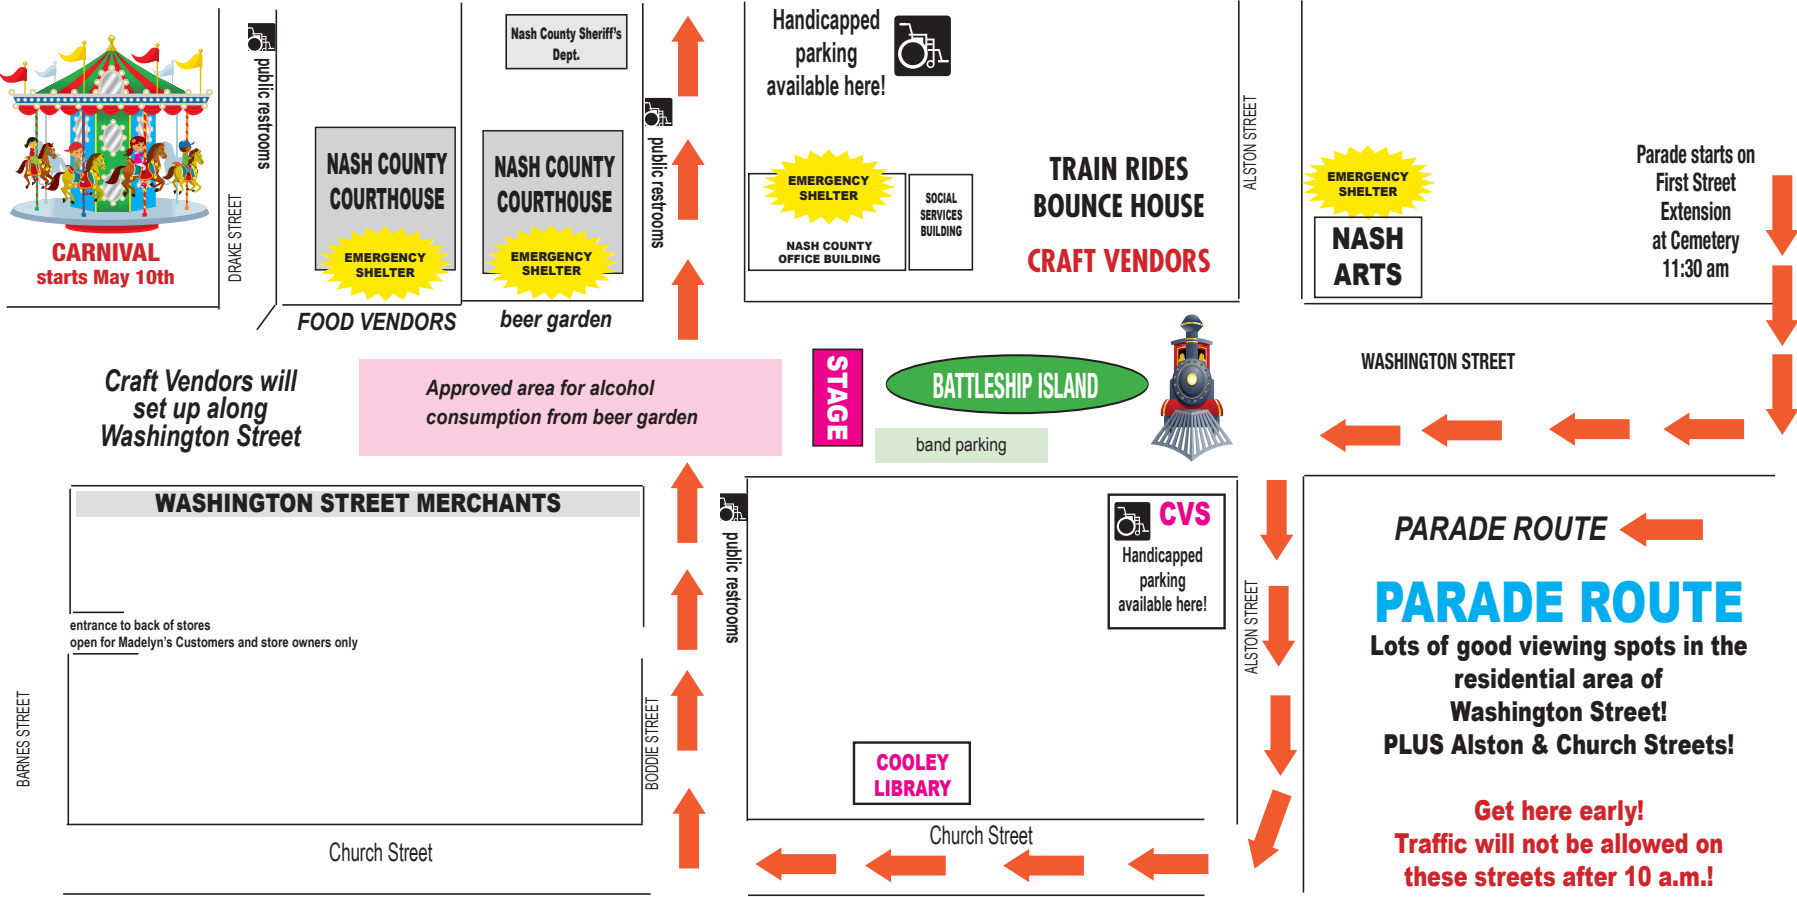 CARNIVAL
starts May 10th
DRAKE STREET
public restrooms
NASH COUNTY
COURTHOUSE
EMERGENCY
SHELTER
FOOD VENDORS
Nash County Sheriff's
Dept.
NASH COUNTY
COURTHOUSE
EMERGENCY
SHELTER
beer garden
public restrooms
Handicapped
parking
available here!
EMERGENCY
SHELTER
NASH COUNTY
OFFICE BUILDING
SOCIAL
SERVICES
BUILDING
TRAIN RIDES
BOUNCE HOUSE
CRAFT VENDORS
ALSTON STREET
EMERGENCY
SHELTER
NASH
ARTS
Parade starts on
First Street
Extension
at Cemetery
11:30 am
Craft Vendors will
set up along
Washington Street
Approved area for alcohol
consumption from beer garden
STAGE
BATTLESHIP ISLAND
band parking
WASHINGTON STREET
WASHINGTON STREET MERCHANTS
entrance to back of stores
open for Madelyn's Customers and store owners only
BARNES STREET
BODDIE STREET
Church Street
public restrooms
CVS
Handicapped
parking
available here!
COOLEY
LIBRARY
Church Street
ALSTON STREET
PARADE ROUTE
PARADE ROUTE
Lots of good viewing spots in the
residential area of
Washington Street!
PLUS Alston & Church Streets!
Get here early!
Traffic will not be allowed on
these streets after 10 a.m.!